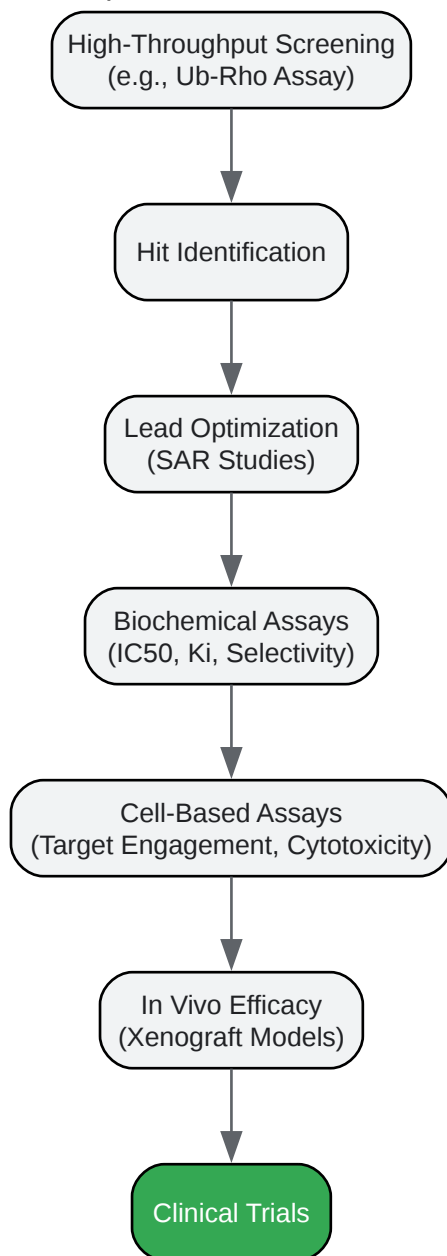 High-Throughput Screening
(e.g., Ub-Rho Assay)
Hit Identification
Lead Optimization
(SAR Studies)
Biochemical Assays
(IC50, Ki, Selectivity)
Cell-Based Assays
(Target Engagement, Cytotoxicity)
In Vivo Efficacy
(Xenograft Models)
Clinical Trials